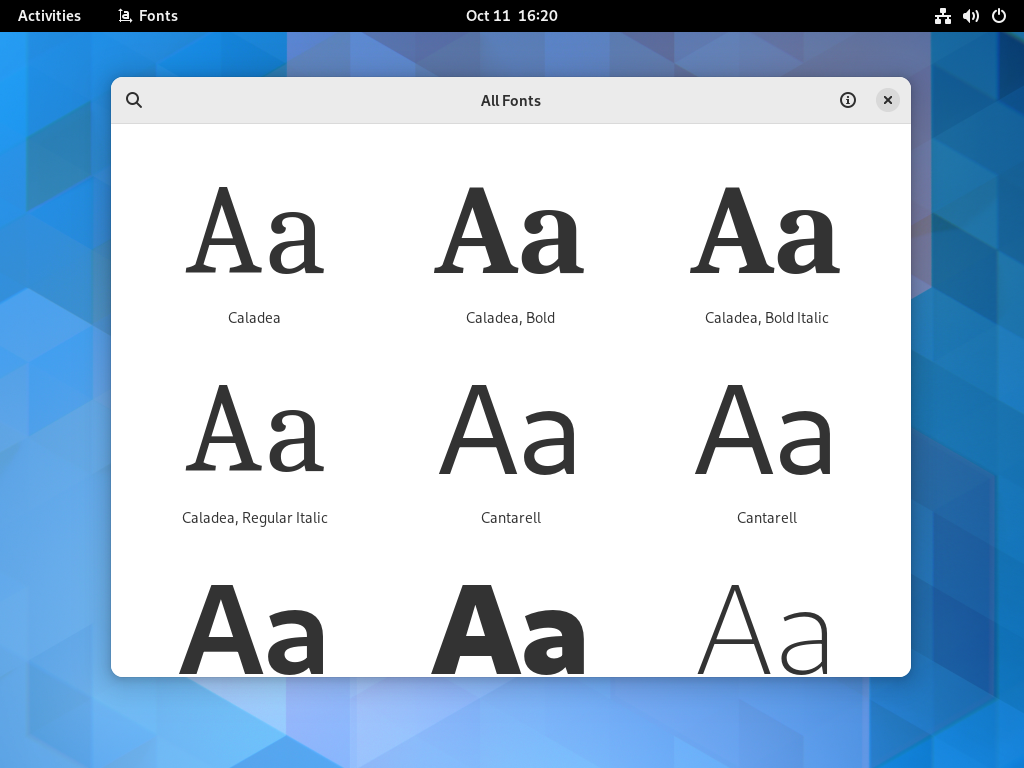 Activities Fonts Oct 11 16:20
All Fonts
Aa Aa Aa
Caladea Caladea, Bold Caladea, Bold Italic
Aa Aa Aa
Caladea, Regular Italic Cantarell Cantarell
Aa Aa Aa